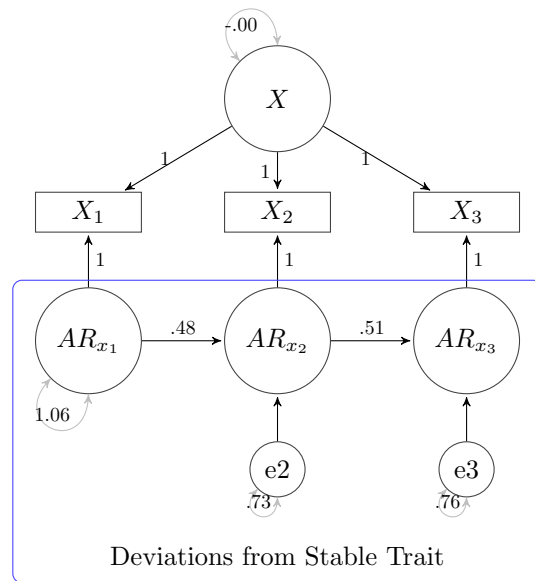 -.00
X
1 1 1
X1 X2 X3
1 1 1
ARx1 .48 ARx2 .51 ARx3
1.06
e2 e3
.73 .76
Deviations from Stable Trait